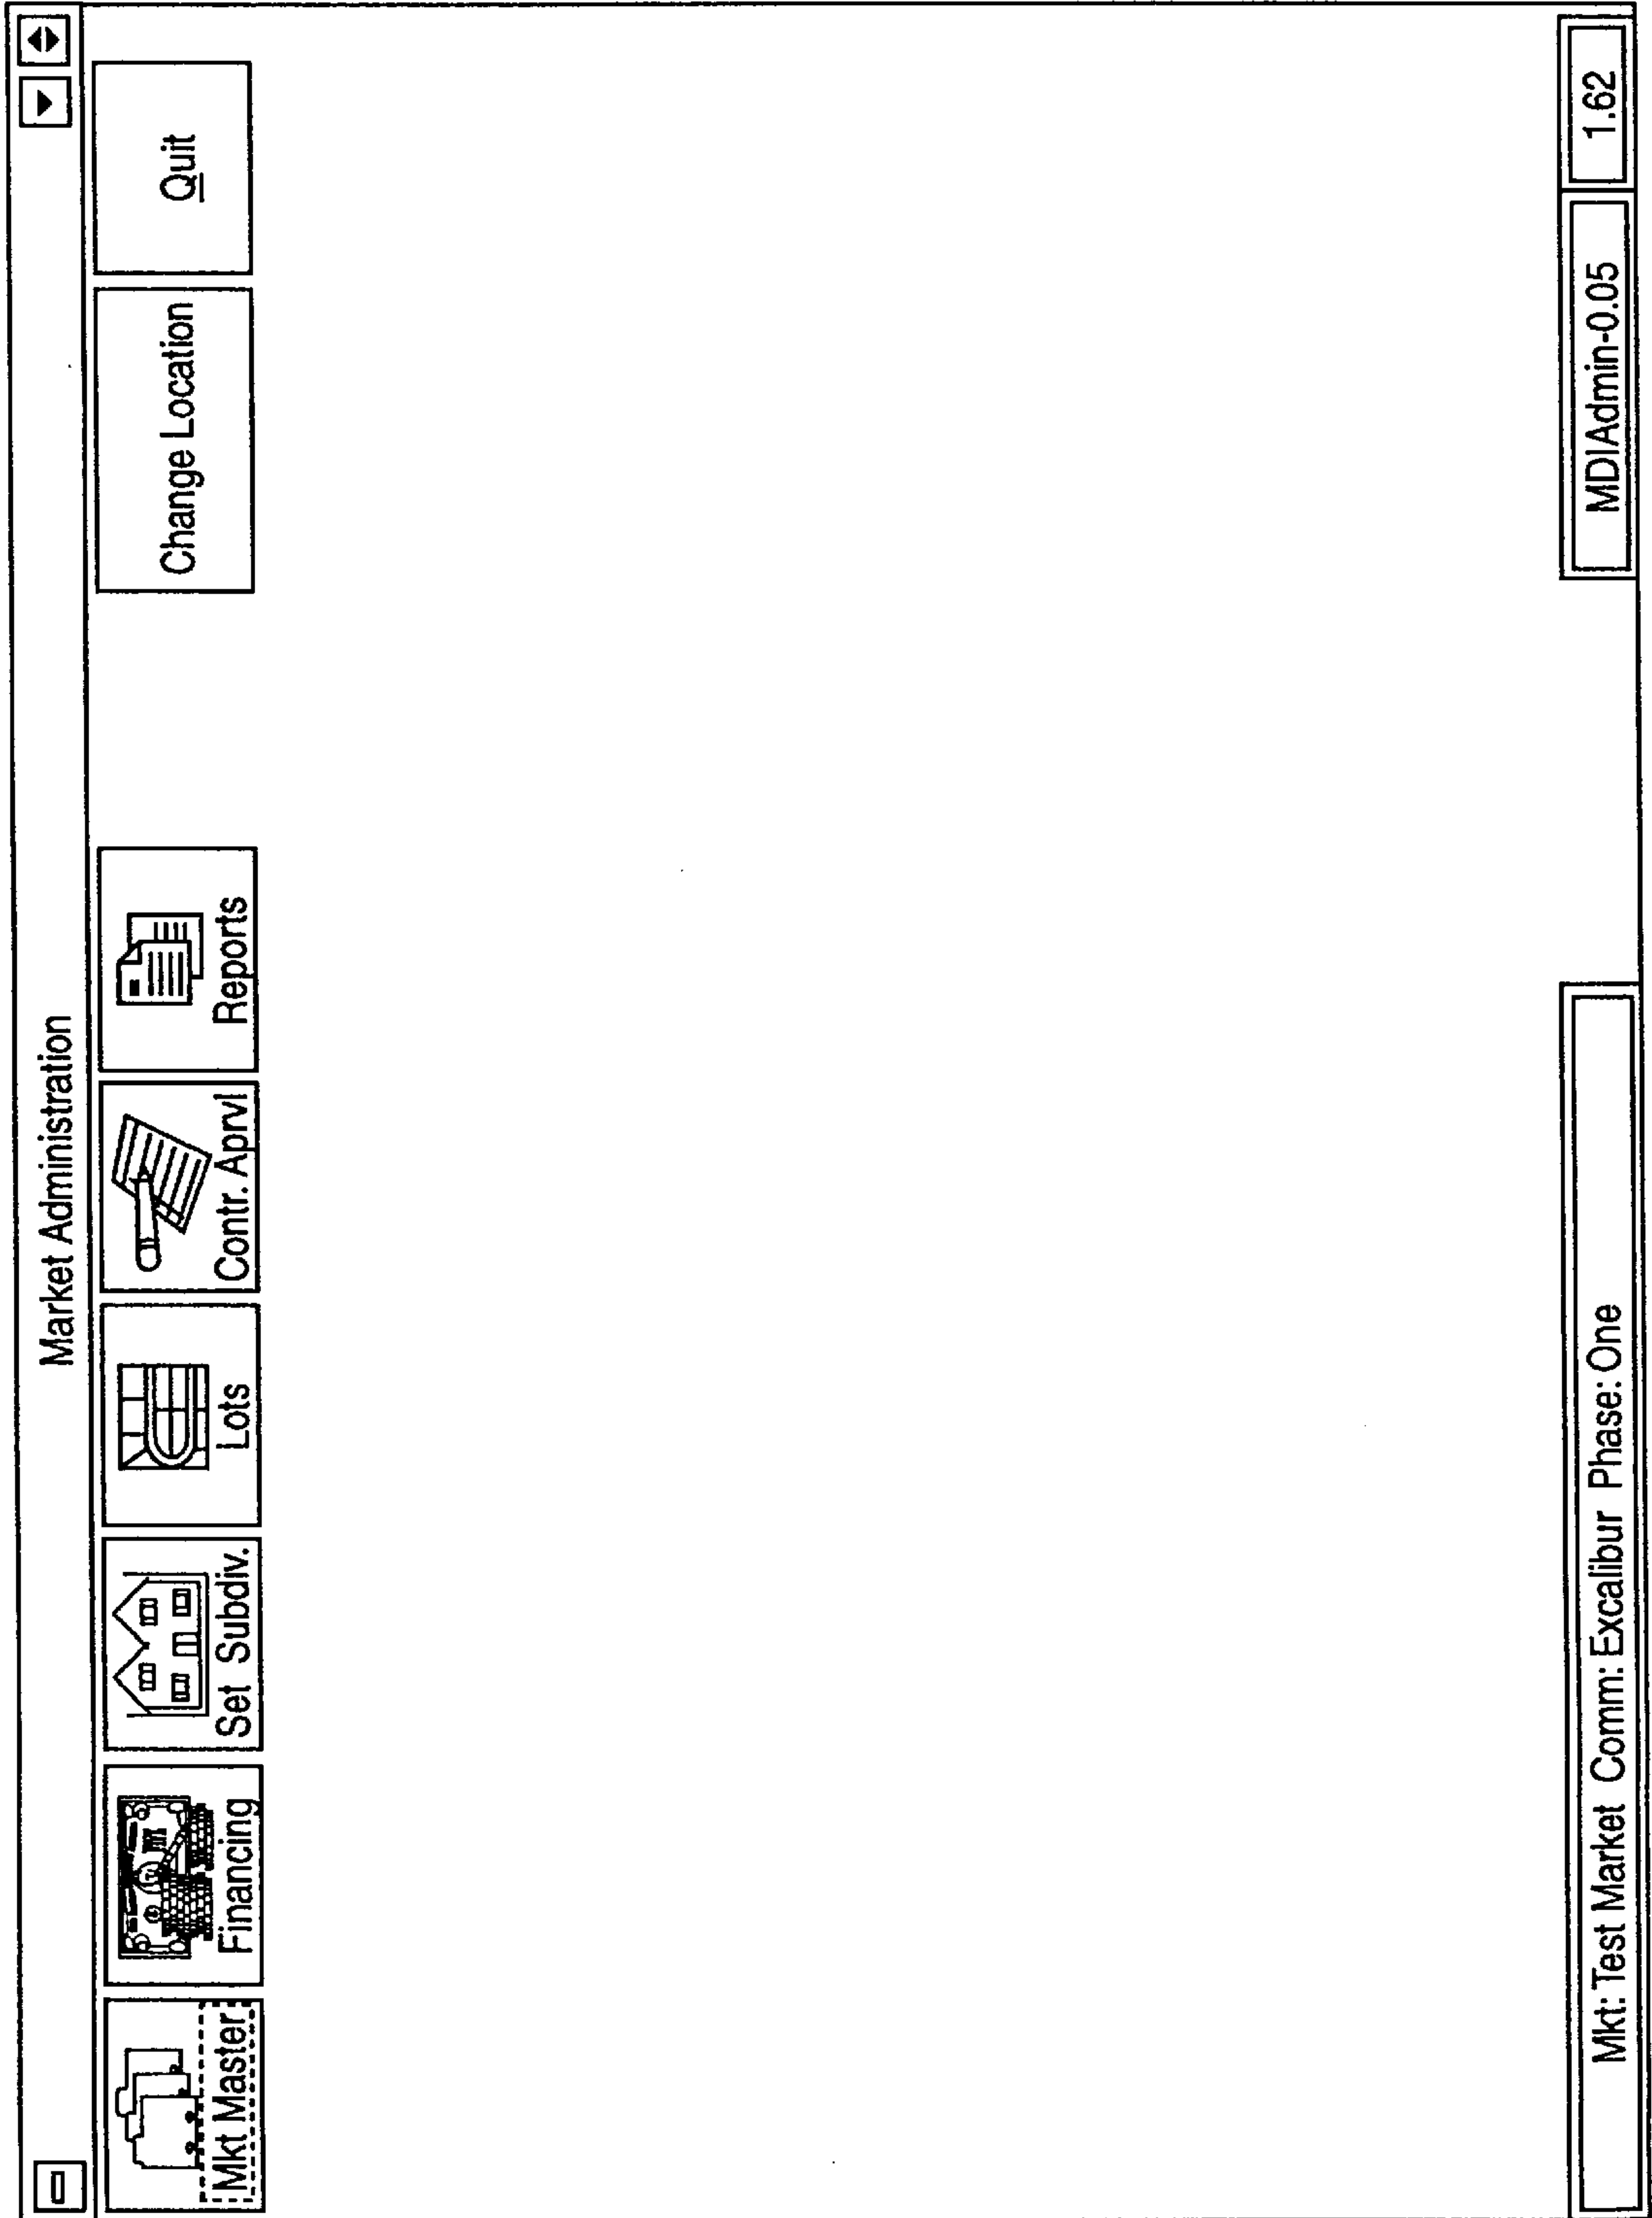 Market Administration
Mkt Master
Financing
Set Subdiv.
Lots
Contr. Aprvl
Reports
Change Location
Quit
Mkt: Test Market Comm: Excalibur Phase: One
MDIAdmin-0.05
1.62